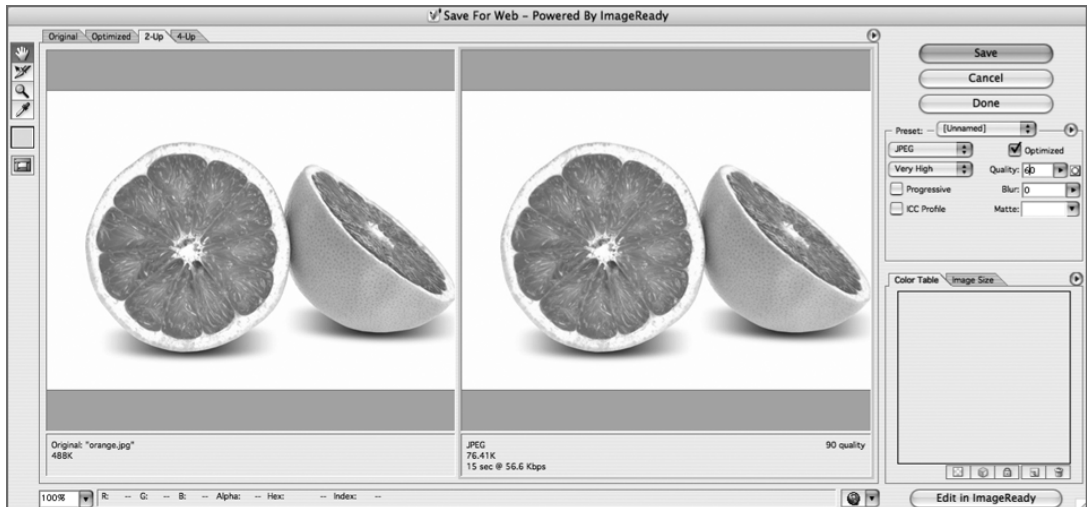 Save For Web – Powered By ImageReady
Original Optimized 2-Up 4-Up
Save
Cancel
Done
Preset: [Unnamed]
JPEG Optimized
Very High Quality: 60
Progressive Blur: 0
ICC Profile Matte:
Color Table Image Size
Original: "orange.jpg"
488K
JPEG 90 quality
76.41K
15 sec @ 56.6 Kbps
100% R: -- G: -- B: -- Alpha: -- Hex: -- Index: --
Edit in ImageReady